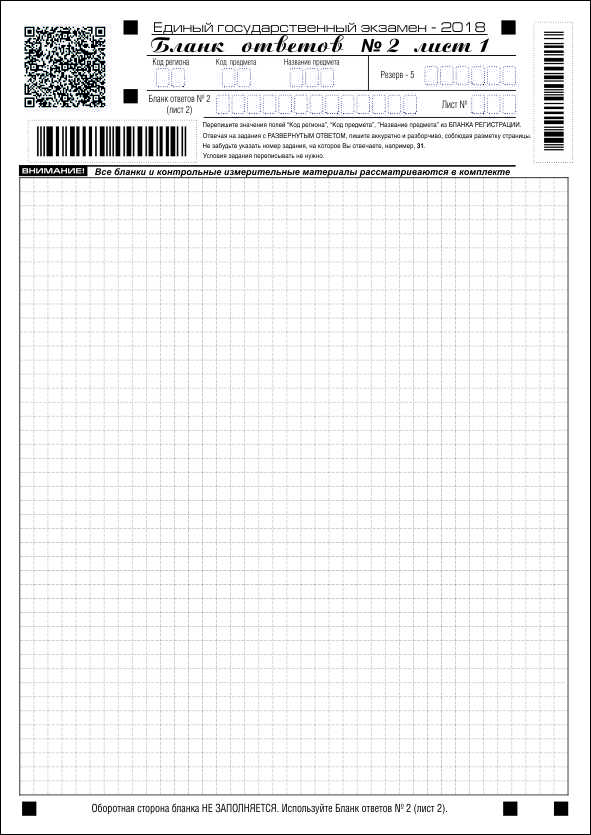 Единый государственный экзамен - 2018
Бланк ответов № 2 лист 1
Код региона Код предмета Название предмета
Резерв - 5
Бланк ответов № 2
(лист 2)
Лист №
Перепишите значения полей "Код региона", "Код предмета", "Название предмета" из БЛАНКА РЕГИСТРАЦИИ.
Отвечая на задания с РАЗВЕРНУТЫМ ОТВЕТОМ, пишите аккуратно и разборчиво, соблюдая разметку страницы.
Не забудьте указать номер задания, на которое Вы отвечаете, например, 31.
Условия задания переписывать не нужно.
ВНИМАНИЕ! Все бланки и контрольные измерительные материалы рассматриваются в комплекте
Оборотная сторона бланка НЕ ЗАПОЛНЯЕТСЯ. Используйте Бланк ответов № 2 (лист 2).